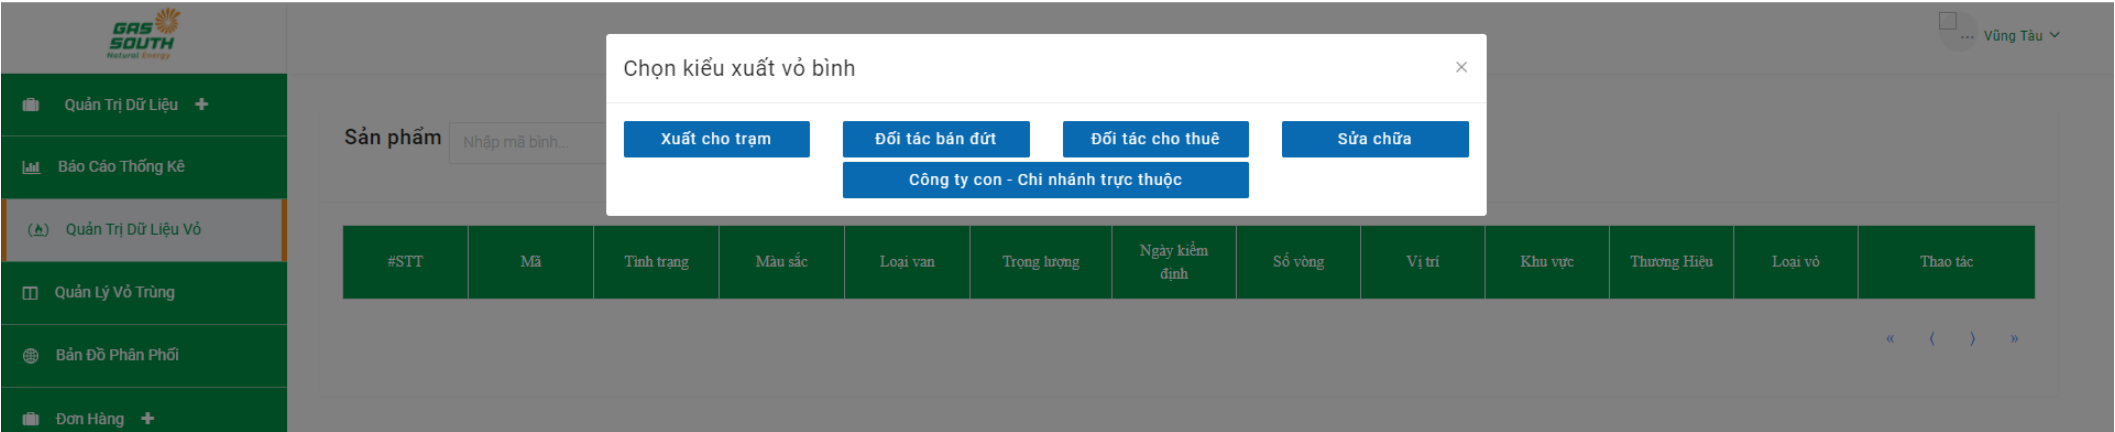 GAS
SOUTH
Natural Energy
... Vũng Tàu
Chọn kiểu xuất vỏ bình
×
Xuất cho trạm
Đối tác bán đứt
Đối tác cho thuê
Sửa chữa
Công ty con - Chi nhánh trực thuộc
Quản Trị Dữ Liệu +
Báo Cáo Thống Kê
Quản Trị Dữ Liệu Vỏ
Quản Lý Vỏ Trùng
Bản Đồ Phân Phối
Đơn Hàng +
Sản phẩm
Nhập mã bình...
#STT
Mã
Tình trạng
Màu sắc
Loại van
Trọng lượng
Ngày kiểm
định
Số vòng
Vị trí
Khu vực
Thương Hiệu
Loại vỏ
Thao tác
« ⟨ ⟩ »